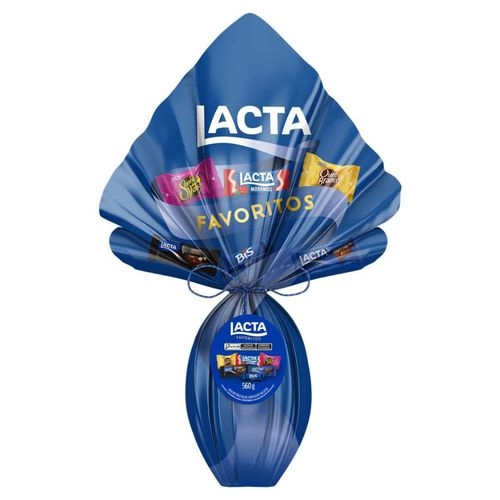 LACTA
Sonho de Valsa
LACTA
MORANGO
Ouro Branco
FAVORITOS
LACTA
BIS
LACTA
FAVORITOS
LACTA
BIS
560g